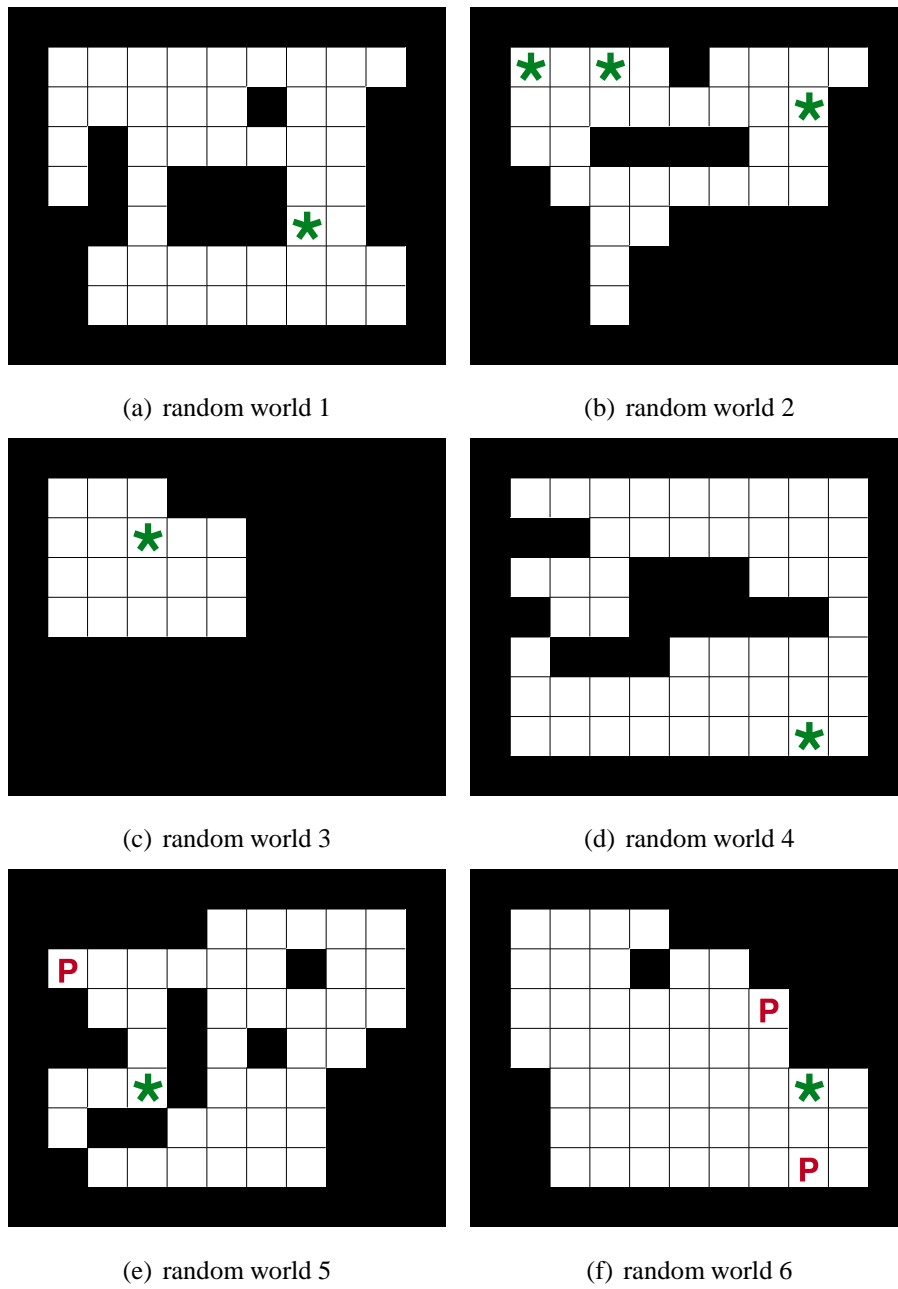 * *
*
*
(a) random world 1 (b) random world 2
*
*
(c) random world 3 (d) random world 4
P
P
* *
P
(e) random world 5 (f) random world 6